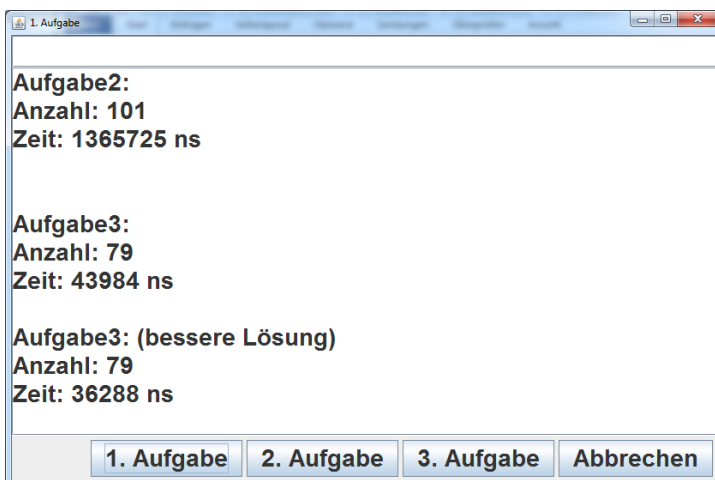 1. Aufgabe
Aufgabe2:
Anzahl: 101
Zeit: 1365725 ns
Aufgabe3:
Anzahl: 79
Zeit: 43984 ns
Aufgabe3: (bessere Lösung)
Anzahl: 79
Zeit: 36288 ns
1. Aufgabe 2. Aufgabe 3. Aufgabe Abbrechen